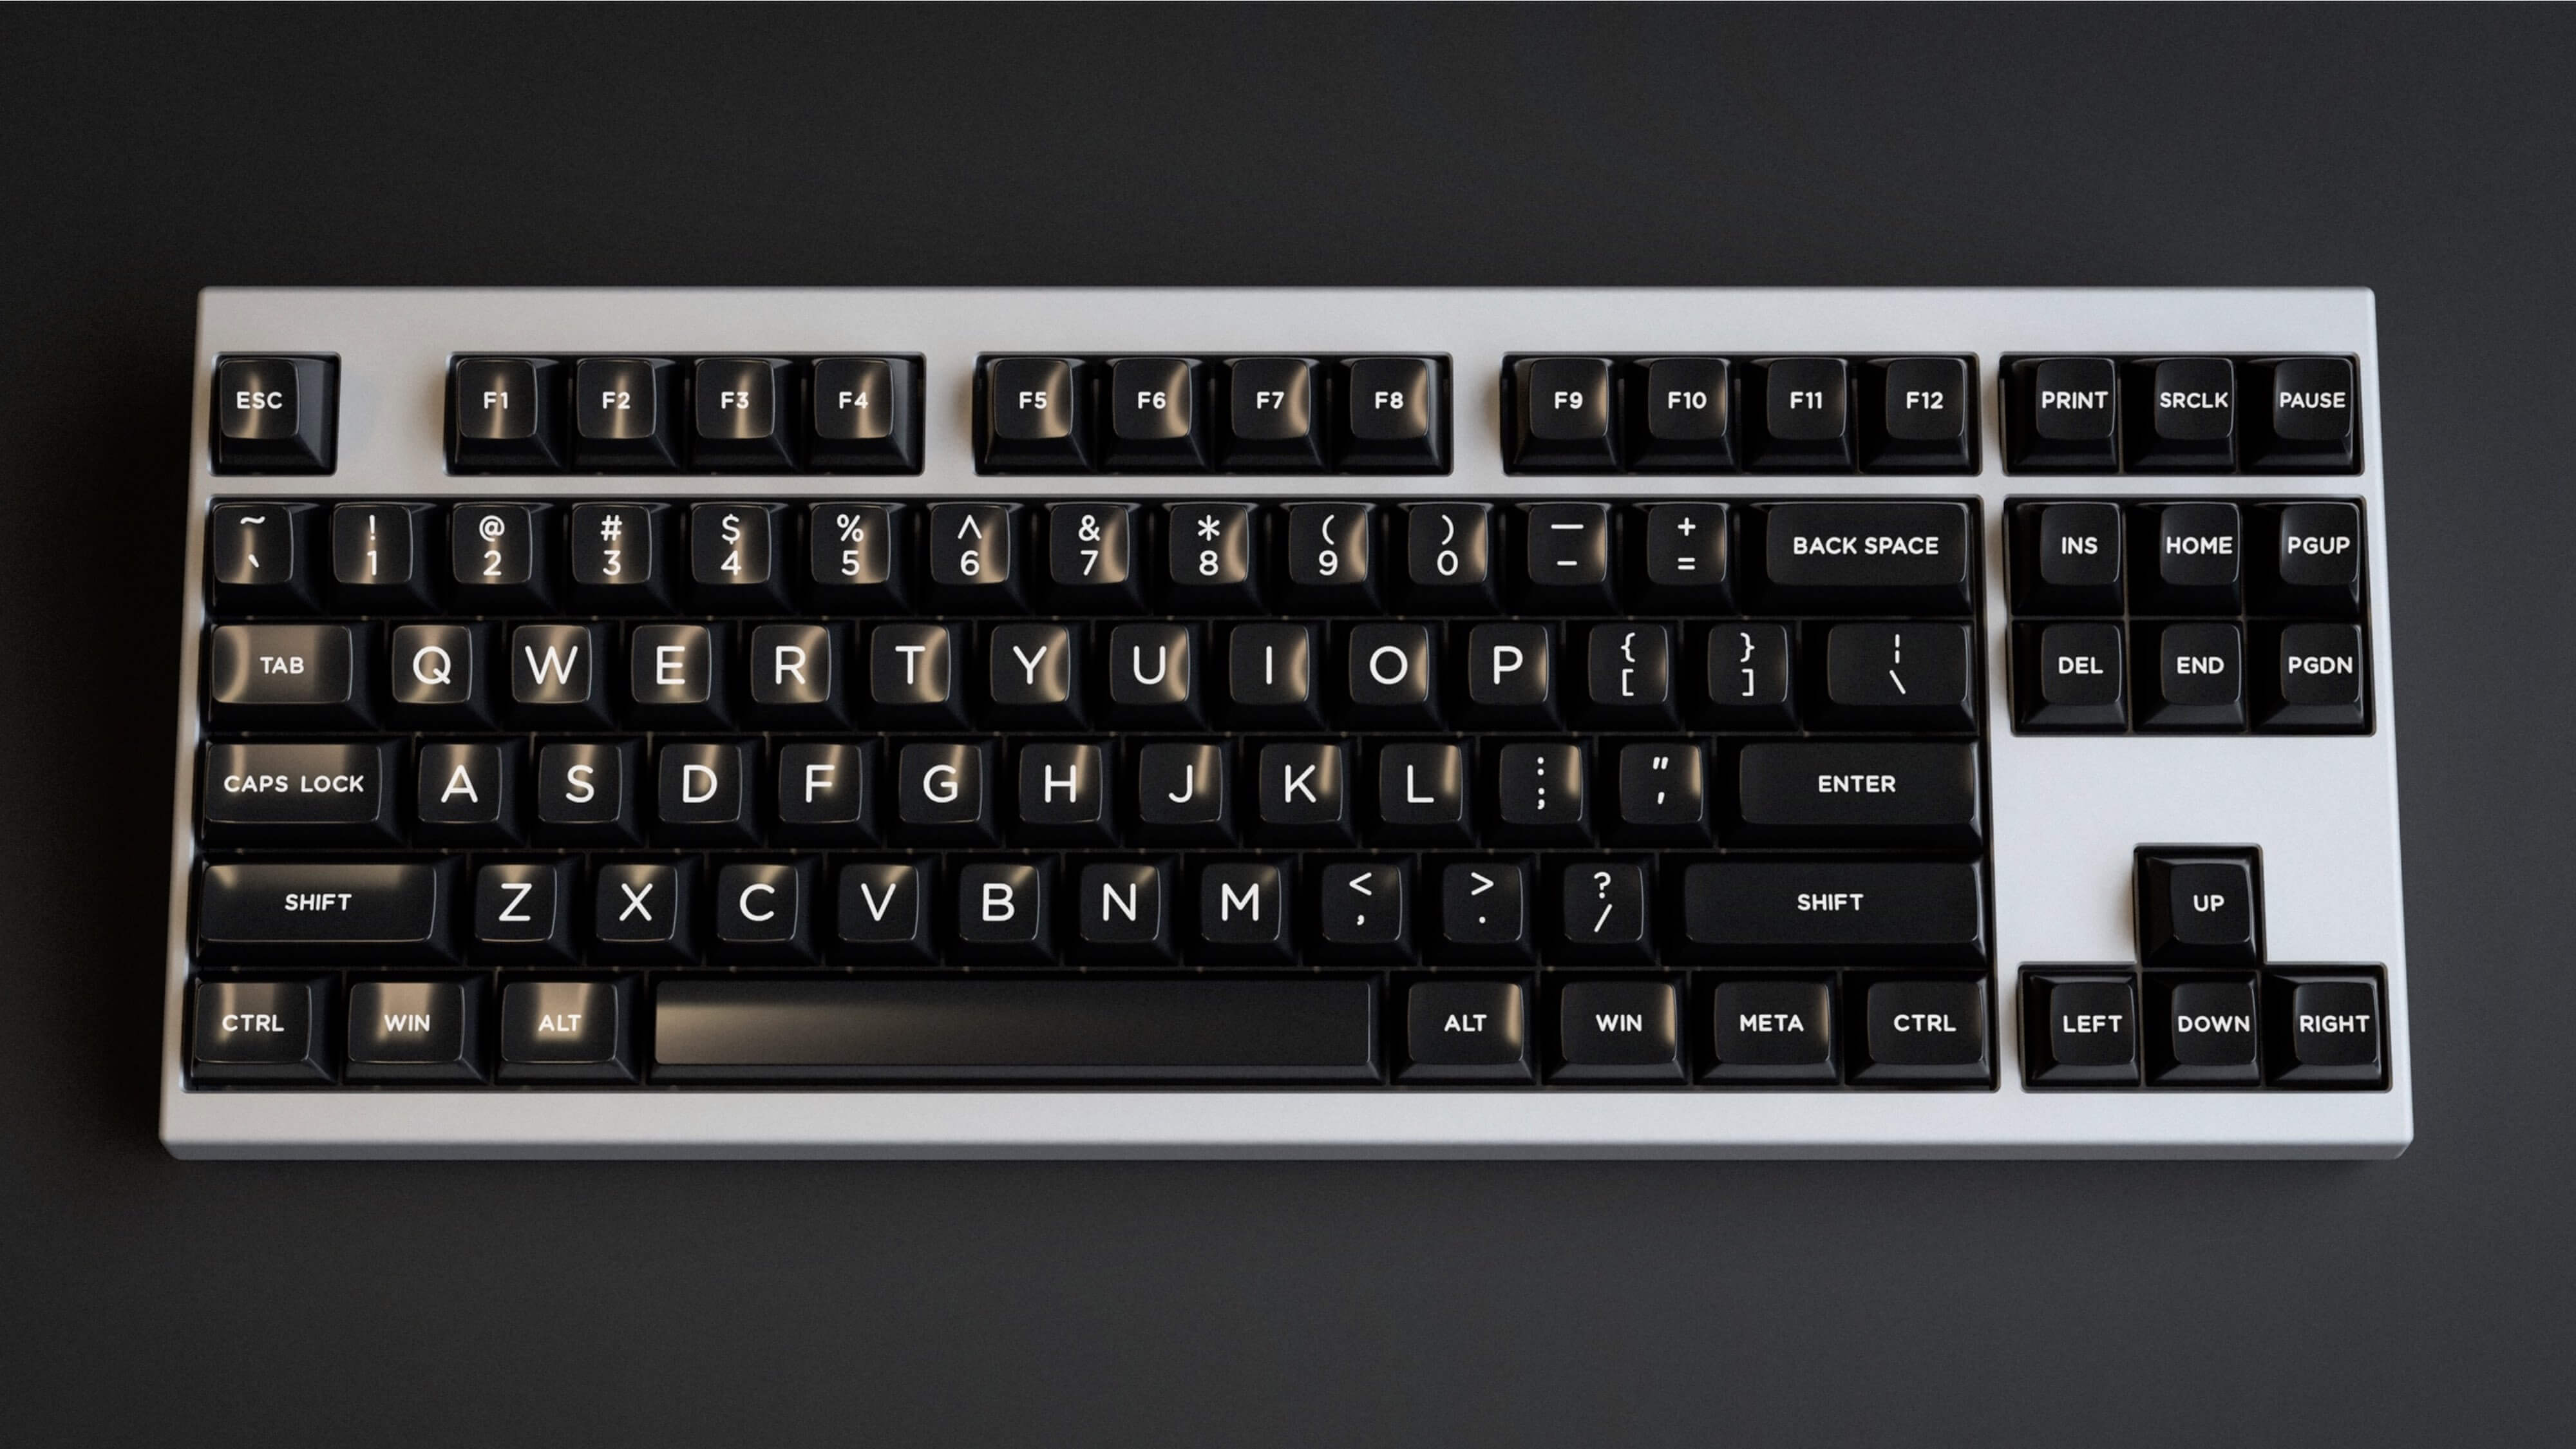 ESC F1 F2 F3 F4 F5 F6 F7 F8 F9 F10 F11 F12 PRINT SRCLK PAUSE
~ ! @ # $ % ^ & * ( ) — +
` 1 2 3 4 5 6 7 8 9 0 - = BACK SPACE INS HOME PGUP
{ } ¦
TAB Q W E R T Y U I O P [ ] \ DEL END PGDN
: "
CAPS LOCK A S D F G H J K L ; ' ENTER
< > ?
SHIFT Z X C V B N M , . / SHIFT UP
CTRL WIN ALT ALT WIN META CTRL LEFT DOWN RIGHT